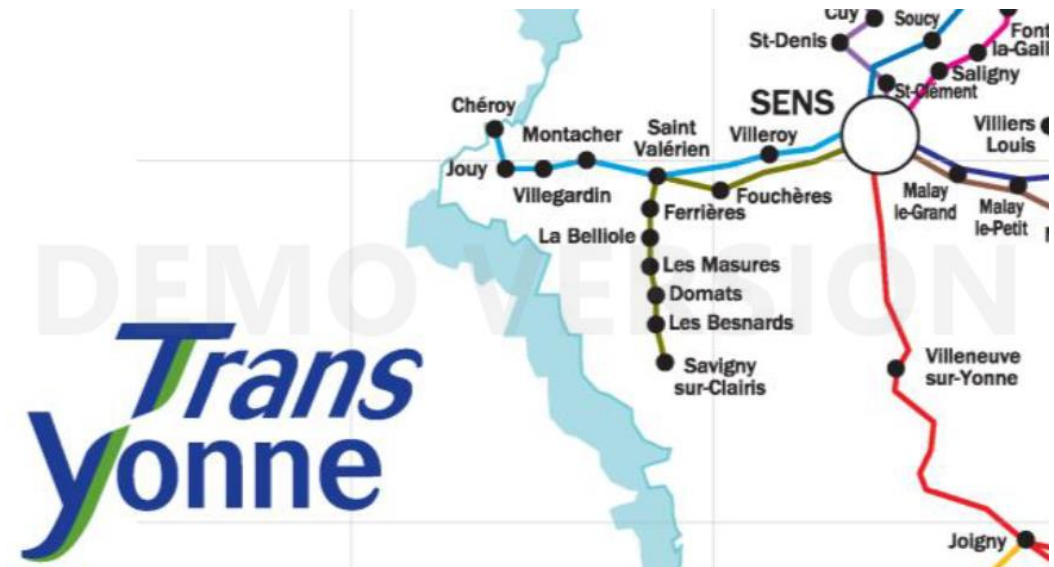 Cuy
Soucy
St-Denis
Font
la-Gall
Saligny
St-Clément
SENS
Chéroy
Montacher
Saint
Valérien
Villeroy
Villiers
Louis
Jouy
Villegardin
Fouchères
Ferrières
Malay
le-Grand
Malay
le-Petit
La Belliole
Les Masures
Domats
Les Besnards
DEMO VERSION
Savigny
sur-Clairis
Villeneuve
sur-Yonne
Trans
Yonne
Joigny